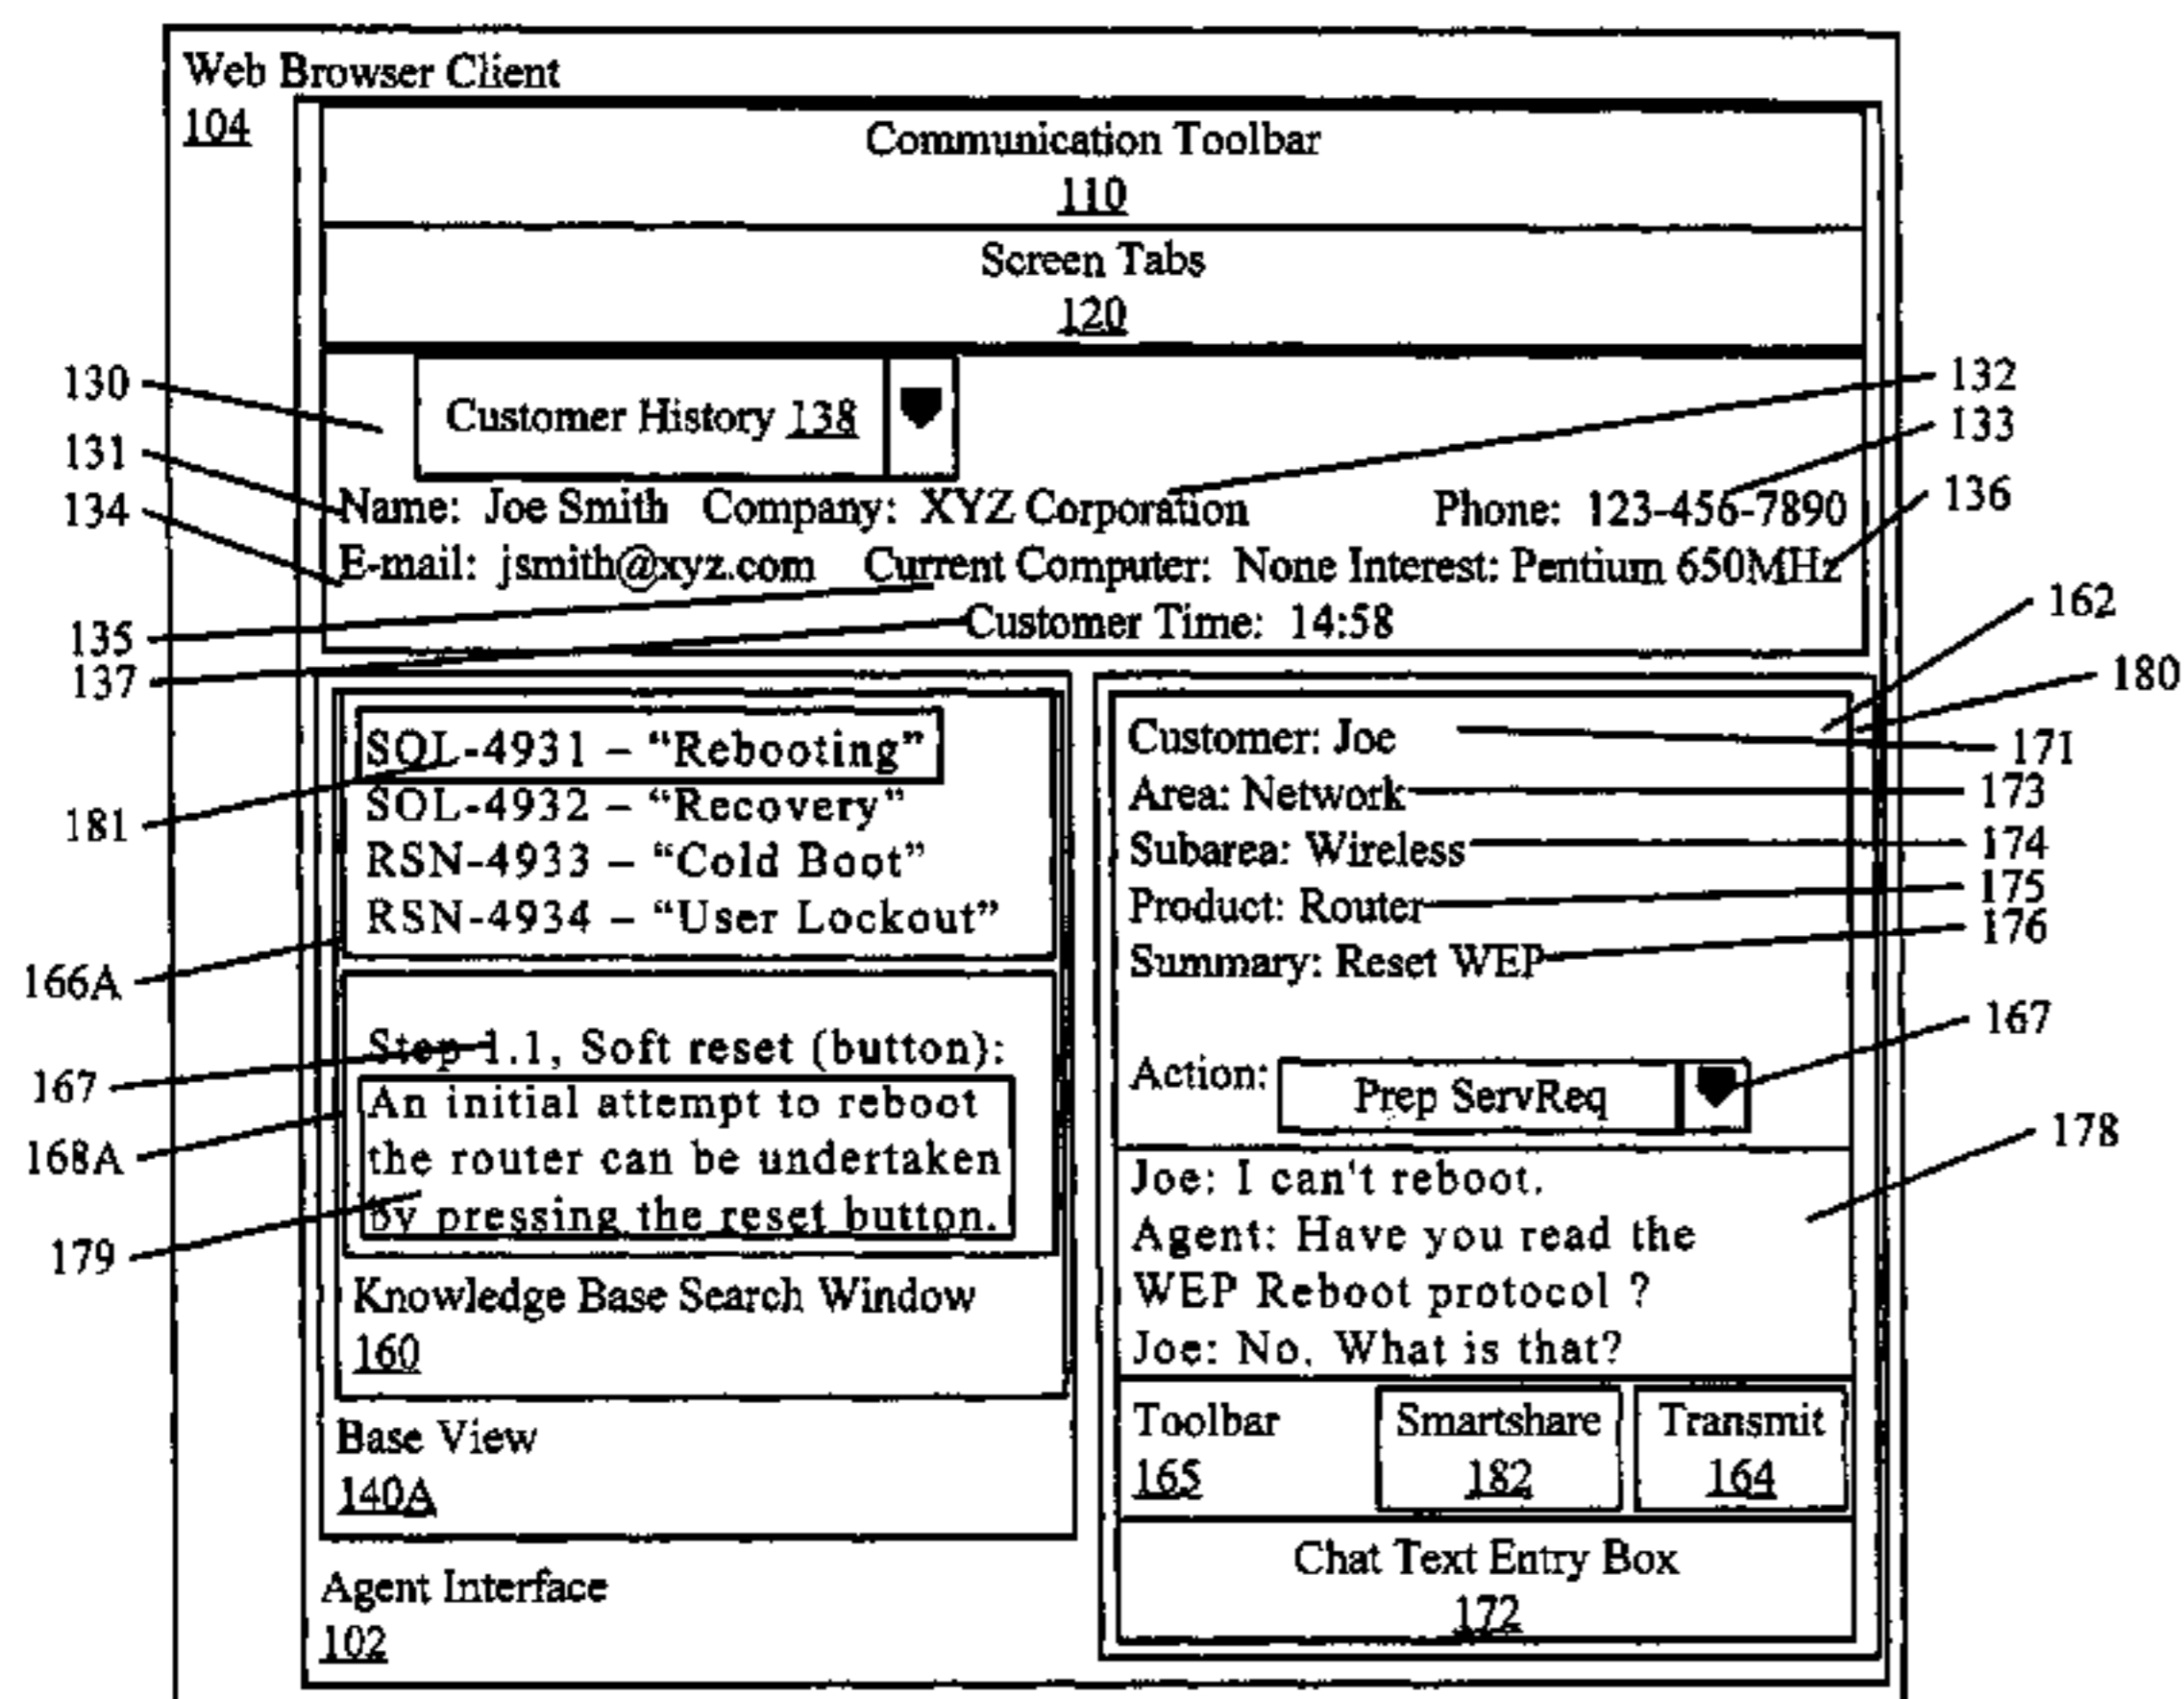 Web Browser Client
104
Communication Toolbar
110
Screen Tabs
120
130
Customer History 138
132
133
131
Name: Joe Smith Company: XYZ Corporation Phone: 123-456-7890
136
134
E-mail: jsmith@xyz.com Current Computer: None Interest: Pentium 650MHz
135
Customer Time: 14:58
137
162
180
SQL-4931 – “Rebooting”
SOL-4932 – “Recovery”
RSN-4933 – “Cold Boot”
RSN-4934 – “User Lockout”
181
166A
Step 1.1, Soft reset (button):
An initial attempt to reboot
the router can be undertaken
by pressing the reset button.
167
168A
179
Knowledge Base Search Window
160
Base View
140A
Agent Interface
102
Customer: Joe
171
Area: Network
173
Subarea: Wireless
174
Product: Router
175
Summary: Reset WEP
176
Action: Prep ServReq
167
Joe: I can't reboot.
Agent: Have you read the
WEP Reboot protocol ?
Joe: No. What is that?
178
Toolbar
165
Smartshare
182
Transmit
164
Chat Text Entry Box
172